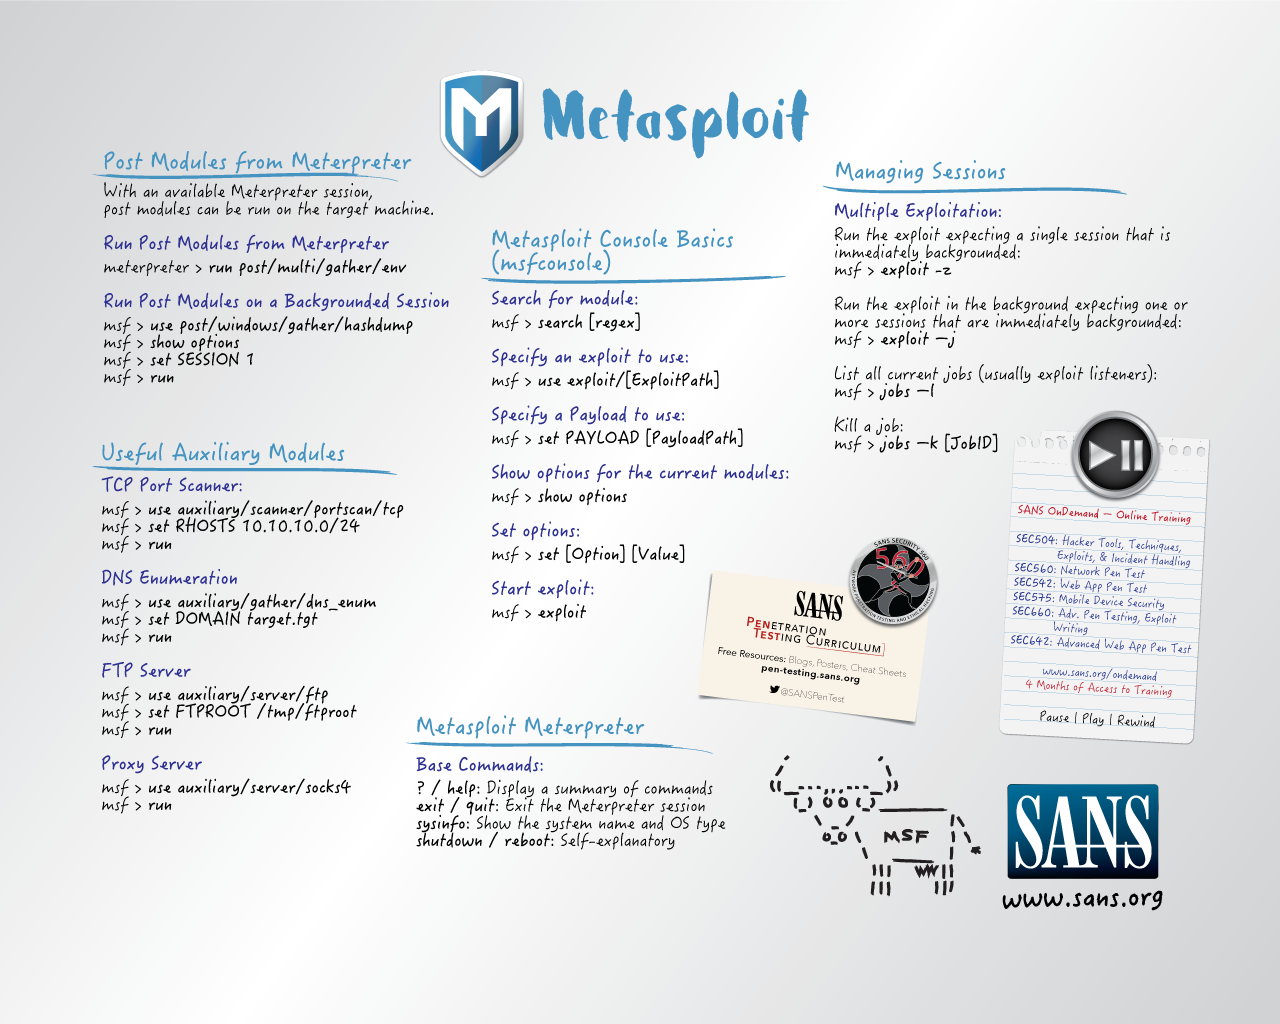 Metasploit
Post Modules from Meterpreter
With an available Meterpreter session,
post modules can be run on the target machine.
Run Post Modules from Meterpreter
meterpreter > run post/multi/gather/env
Run Post Modules on a Backgrounded Session
msf > use post/windows/gather/hashdump
msf > show options
msf > set SESSION 1
msf > run
Useful Auxiliary Modules
TCP Port Scanner:
msf > use auxiliary/scanner/portscan/tcp
msf > set RHOSTS 10.10.10.0/24
msf > run
DNS Enumeration
msf > use auxiliary/gather/dns_enum
msf > set DOMAIN target.tgt
msf > run
FTP Server
msf > use auxiliary/server/ftp
msf > set FTPROOT /tmp/ftproot
msf > run
Proxy Server
msf > use auxiliary/server/socks4
msf > run
Metasploit Console Basics
(msfconsole)
Search for module:
msf > search [regex]
Specify an exploit to use:
msf > use exploit/[ExploitPath]
Specify a Payload to use:
msf > set PAYLOAD [PayloadPath]
Show options for the current modules:
msf > show options
Set options:
msf > set [Option] [Value]
Start exploit:
msf > exploit
Metasploit Meterpreter
Base Commands:
? / help: Display a summary of commands
exit / quit: Exit the Meterpreter session
sysinfo: Show the system name and OS type
shutdown / reboot: Self-explanatory
Managing Sessions
Multiple Exploitation:
Run the exploit expecting a single session that is
immediately backgrounded:
msf > exploit -z
Run the exploit in the background expecting one or
more sessions that are immediately backgrounded:
msf > exploit –j
List all current jobs (usually exploit listeners):
msf > jobs –l
Kill a job:
msf > jobs –k [JobID]
SANS OnDemand – Online Training
SEC504: Hacker Tools, Techniques,
Exploits, & Incident Handling
SEC560: Network Pen Test
SEC542: Web App Pen Test
SEC575: Mobile Device Security
SEC660: Adv. Pen Testing, Exploit
Writing
SEC642: Advanced Web App Pen Test
www.sans.org/ondemand
4 Months of Access to Training
Pause | Play | Rewind
SANS SECURITY 560
560
NETWORK PENETRATION TESTING AND ETHICAL HACKING
SANS
PENETRATION
TESTING CURRICULUM
Free Resources: Blogs, Posters, Cheat Sheets
pen-testing.sans.org
@SANSPenTest
MSF
SANS
www.sans.org